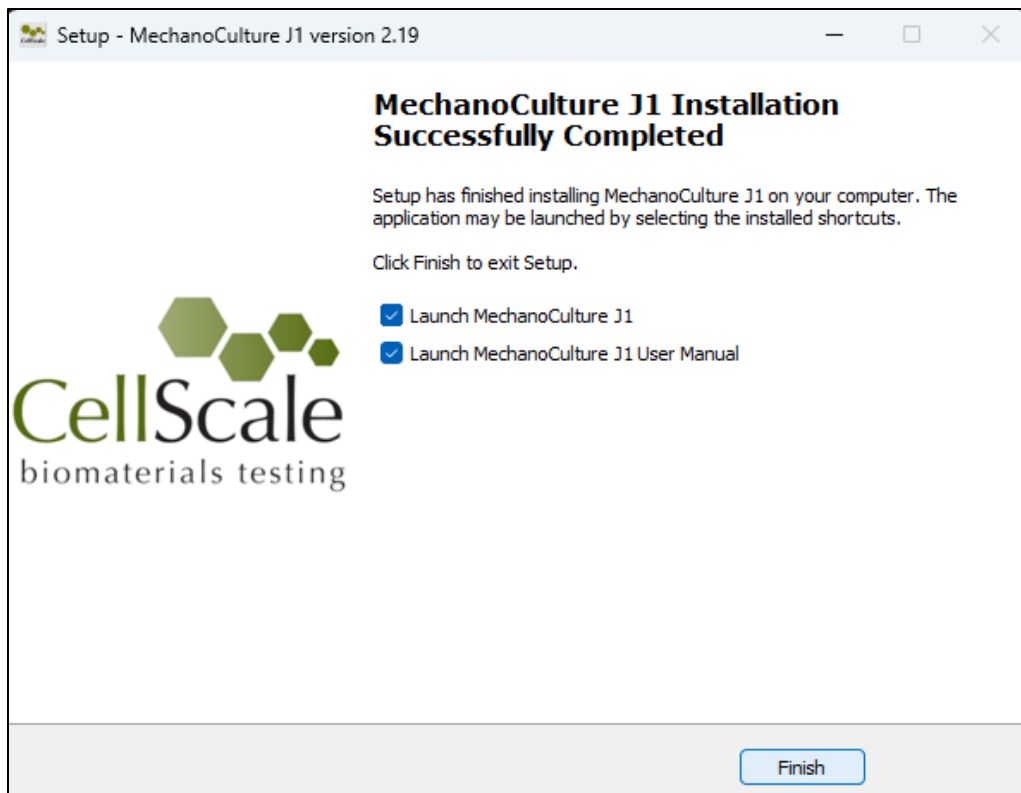 Setup - MechanoCulture J1 version 2.19
MechanoCulture J1 Installation
Successfully Completed
Setup has finished installing MechanoCulture J1 on your computer. The
application may be launched by selecting the installed shortcuts.
Click Finish to exit Setup.
Launch MechanoCulture J1
Launch MechanoCulture J1 User Manual
CellScale
biomaterials testing
Finish